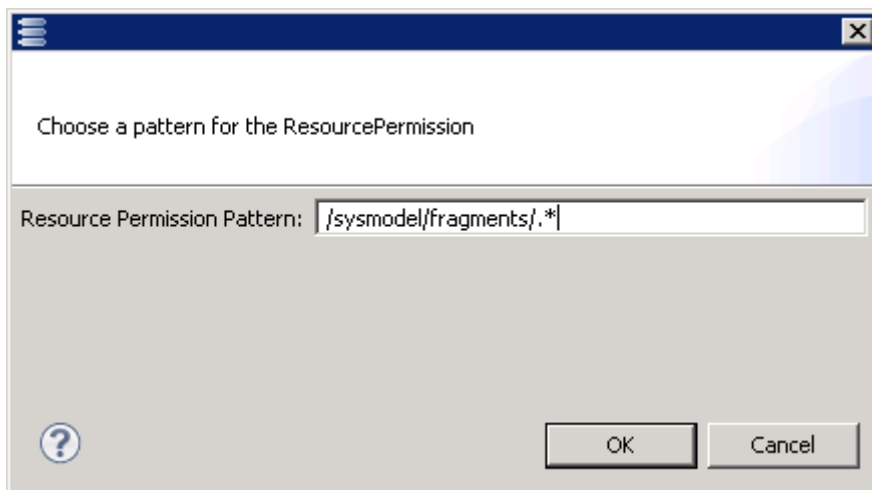 Choose a pattern for the ResourcePermission
Resource Permission Pattern: /sysmodel/fragments/.*
?
OK Cancel